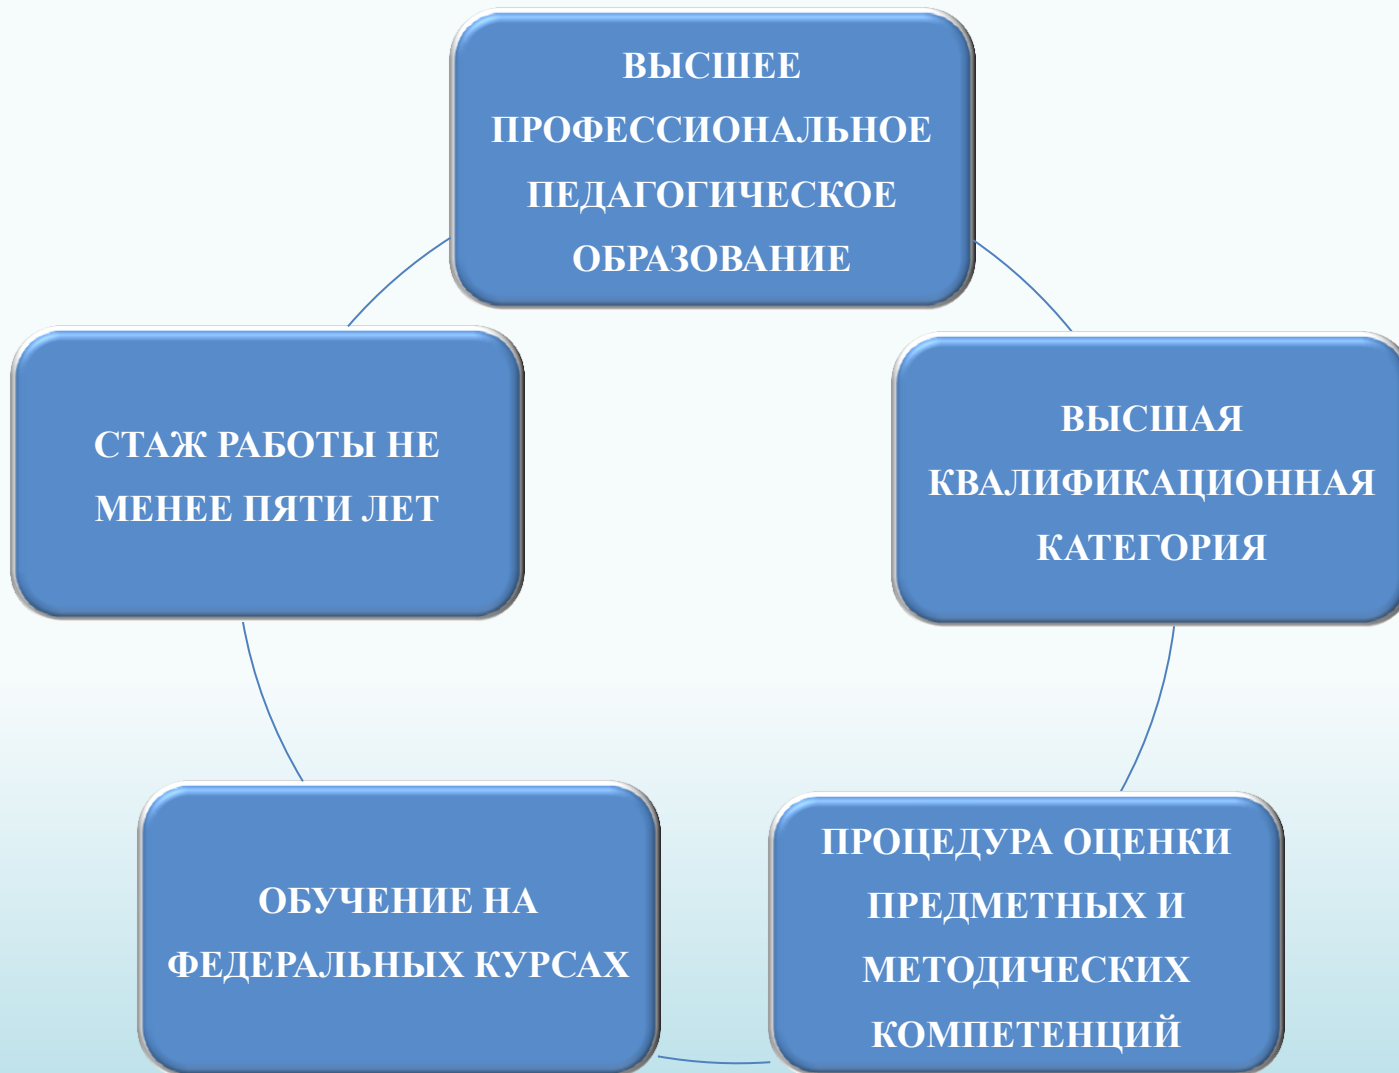 ВЫСШЕЕ
ПРОФЕССИОНАЛЬНОЕ
ПЕДАГОГИЧЕСКОЕ
ОБРАЗОВАНИЕ
ВЫСШАЯ
КВАЛИФИКАЦИОННАЯ
КАТЕГОРИЯ
ПРОЦЕДУРА ОЦЕНКИ
ПРЕДМЕТНЫХ И
МЕТОДИЧЕСКИХ
КОМПЕТЕНЦИЙ
ОБУЧЕНИЕ НА
ФЕДЕРАЛЬНЫХ КУРСАХ
СТАЖ РАБОТЫ НЕ
МЕНЕЕ ПЯТИ ЛЕТ